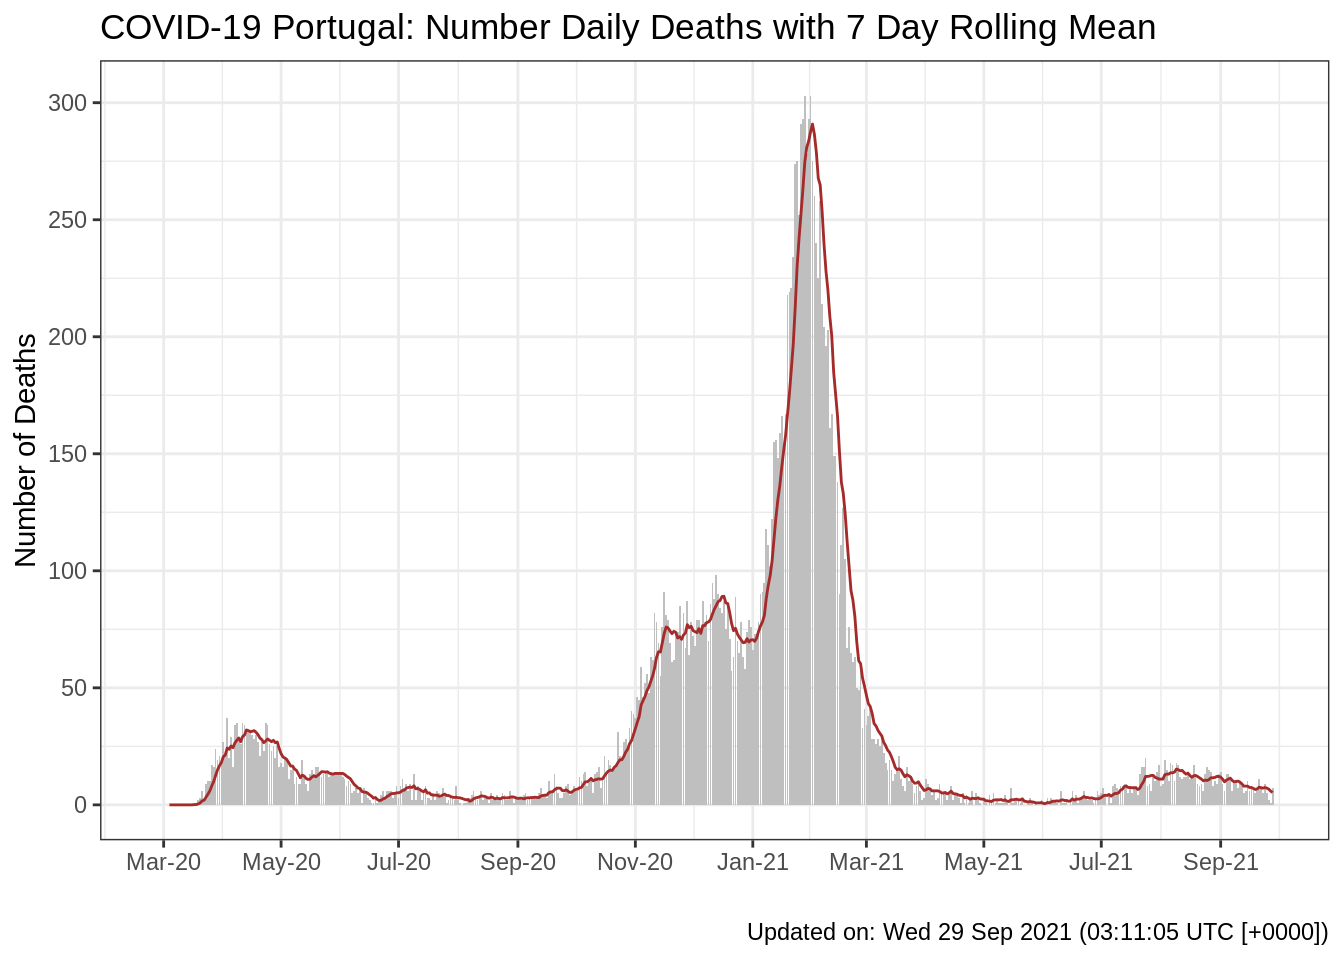 COVID-19 Portugal: Number Daily Deaths with 7 Day Rolling Mean
Number of Deaths
300
250
200
150
100
50
0
Mar-20 May-20 Jul-20 Sep-20 Nov-20 Jan-21 Mar-21 May-21 Jul-21 Sep-21
Updated on: Wed 29 Sep 2021 (03:11:05 UTC [+0000])